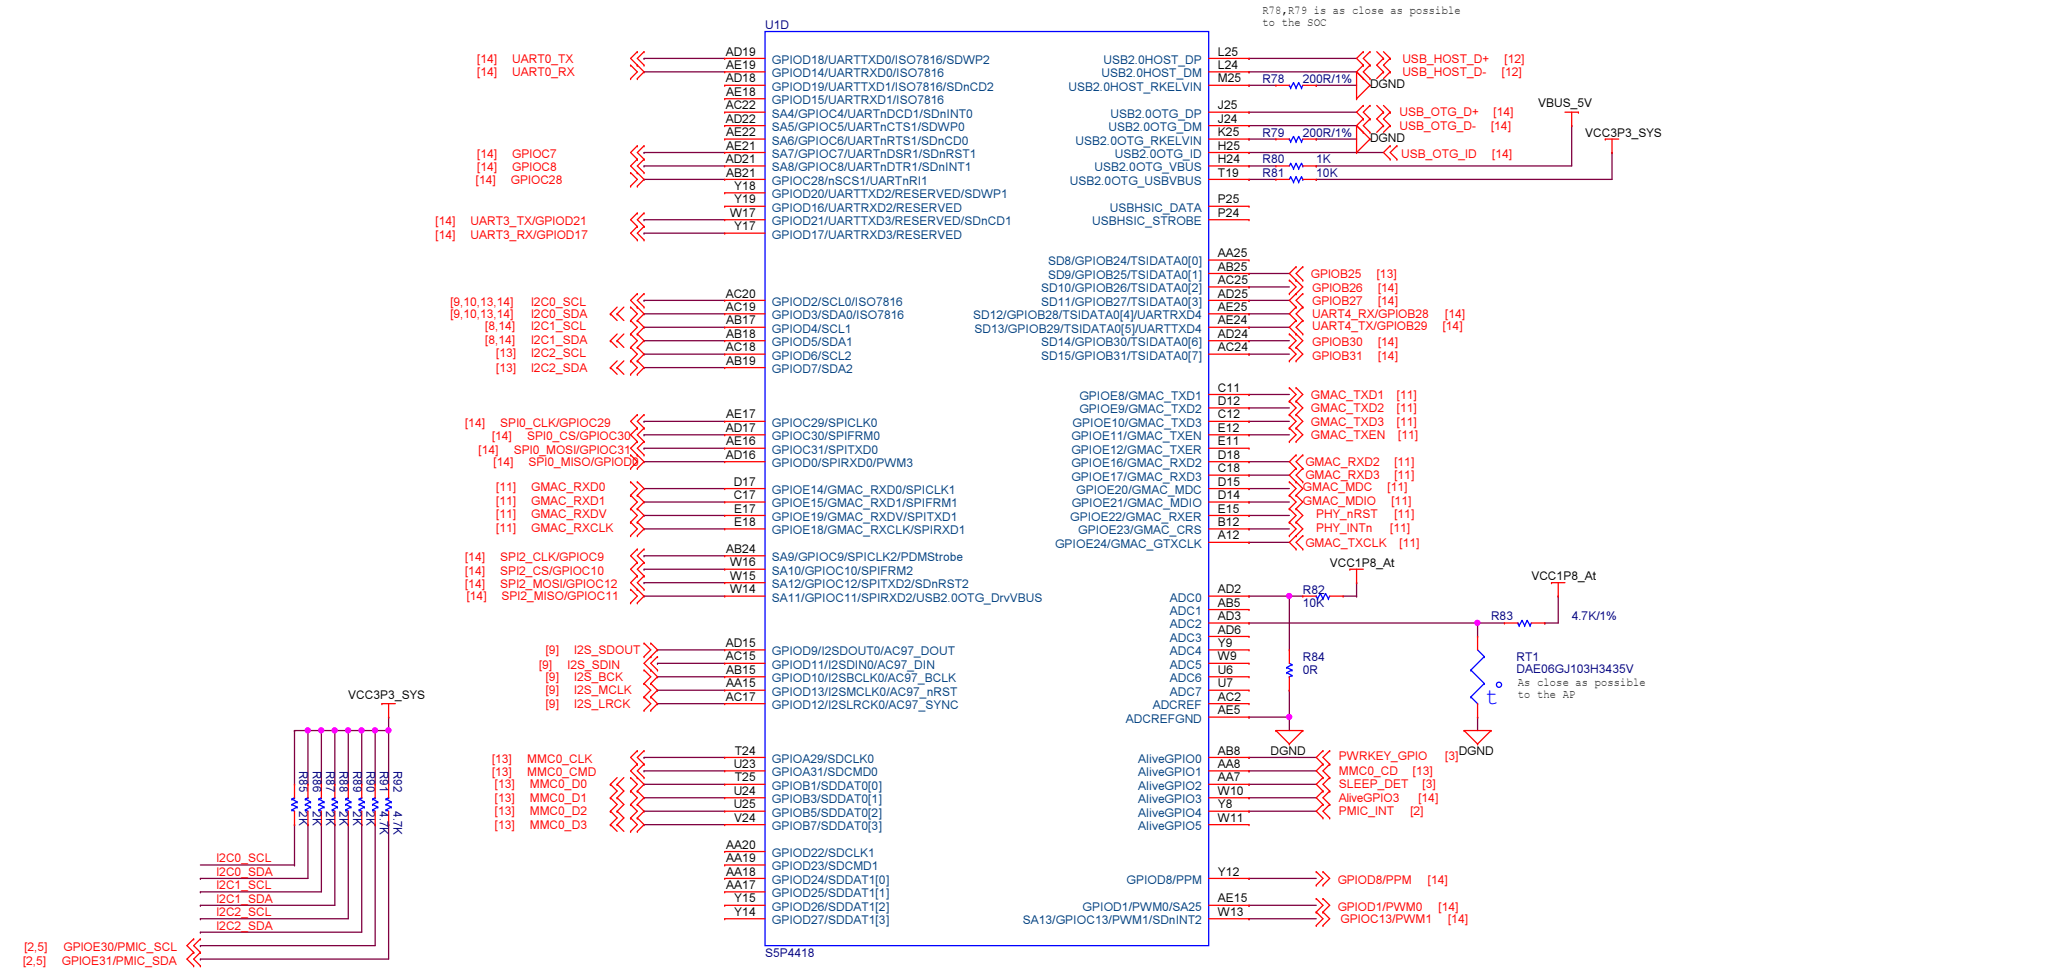 R78,R79 is as close as possible
to the SOC
U1D
[14] UART0_TX AD19 GPIOD18/UARTTXD0/ISO7816/SDWP2
[14] UART0_RX AE19 GPIOD14/UARTRXD0/ISO7816
AD18 GPIOD19/UARTTXD1/ISO7816/SDnCD2
AE18 GPIOD15/UARTRXD1/ISO7816
AC22 SA4/GPIOC4/UARTnDCD1/SDnINT0
AD22 SA5/GPIOC5/UARTnCTS1/SDWP0
AE22 SA6/GPIOC6/UARTnRTS1/SDnCD0
[14] GPIOC7 AE21 SA7/GPIOC7/UARTnDSR1/SDnRST1
[14] GPIOC8 AD21 SA8/GPIOC8/UARTnDTR1/SDnINT1
[14] GPIOC28 AB21 GPIOC28/nSCS1/UARTnRI1
Y18 GPIOD20/UARTTXD2/RESERVED/SDWP1
Y19 GPIOD16/UARTRXD2/RESERVED
[14] UART3_TX/GPIOD21 W17 GPIOD21/UARTTXD3/RESERVED/SDnCD1
[14] UART3_RX/GPIOD17 Y17 GPIOD17/UARTRXD3/RESERVED
[9,10,13,14] I2C0_SCL AC20 GPIOD2/SCL0/ISO7816
[9,10,13,14] I2C0_SDA AC19 GPIOD3/SDA0/ISO7816
[8,14] I2C1_SCL AB17 GPIOD4/SCL1
[8,14] I2C1_SDA AB18 GPIOD5/SDA1
[13] I2C2_SCL AC18 GPIOD6/SCL2
[13] I2C2_SDA AB19 GPIOD7/SDA2
[14] SPI0_CLK/GPIOC29 AE17 GPIOC29/SPICLK0
[14] SPI0_CS/GPIOC30 AD17 GPIOC30/SPIFRM0
[14] SPI0_MOSI/GPIOC31 AE16 GPIOC31/SPITXD0
[14] SPI0_MISO/GPIOD0 AD16 GPIOD0/SPIRXD0/PWM3
[11] GMAC_RXD0 D17 GPIOE14/GMAC_RXD0/SPICLK1
[11] GMAC_RXD1 C17 GPIOE15/GMAC_RXD1/SPIFRM1
[11] GMAC_RXDV E17 GPIOE19/GMAC_RXDV/SPITXD1
[11] GMAC_RXCLK E18 GPIOE18/GMAC_RXCLK/SPIRXD1
[14] SPI2_CLK/GPIOC9 AB24 SA9/GPIOC9/SPICLK2/PDMStrobe
[14] SPI2_CS/GPIOC10 W16 SA10/GPIOC10/SPIFRM2
[14] SPI2_MOSI/GPIOC12 W15 SA12/GPIOC12/SPITXD2/SDnRST2
[14] SPI2_MISO/GPIOC11 W14 SA11/GPIOC11/SPIRXD2/USB2.0OTG_DrvVBUS
[9] I2S_SDOUT AD15 GPIOD9/I2SDOUT0/AC97_DOUT
[9] I2S_SDIN AC15 GPIOD11/I2SDIN0/AC97_DIN
[9] I2S_BCK AB15 GPIOD10/I2SBCLK0/AC97_BCLK
[9] I2S_MCLK AA15 GPIOD13/I2SMCLK0/AC97_nRST
[9] I2S_LRCK AC17 GPIOD12/I2SLRCK0/AC97_SYNC
[13] MMC0_CLK T24 GPIOA29/SDCLK0
[13] MMC0_CMD U23 GPIOA31/SDCMD0
[13] MMC0_D0 T25 GPIOB1/SDDAT0[0]
[13] MMC0_D1 U24 GPIOB3/SDDAT0[1]
[13] MMC0_D2 U25 GPIOB5/SDDAT0[2]
[13] MMC0_D3 V24 GPIOB7/SDDAT0[3]
AA20 GPIOD22/SDCLK1
AA19 GPIOD23/SDCMD1
AA18 GPIOD24/SDDAT1[0]
AA17 GPIOD25/SDDAT1[1]
Y15 GPIOD26/SDDAT1[2]
Y14 GPIOD27/SDDAT1[3]
S5P4418
USB2.0HOST_DP L25 USB_HOST_D+ [12]
USB2.0HOST_DM L24 USB_HOST_D- [12]
USB2.0HOST_RKELVIN M25 R78 200R/1% DGND
USB2.0OTG_DP J25 USB_OTG_D+ [14]
USB2.0OTG_DM J24 USB_OTG_D- [14]
USB2.0OTG_RKELVIN K25 R79 200R/1% DGND
USB2.0OTG_ID H25 USB_OTG_ID [14]
USB2.0OTG_VBUS H24 R80 1K VBUS_5V
USB2.0OTG_USBVBUS T19 R81 10K VCC3P3_SYS
USBHSIC_DATA P25
USBHSIC_STROBE P24
SD8/GPIOB24/TSIDATA0[0] AA25
SD9/GPIOB25/TSIDATA0[1] AB25 GPIOB25 [13]
SD10/GPIOB26/TSIDATA0[2] AC25 GPIOB26 [14]
SD11/GPIOB27/TSIDATA0[3] AD25 GPIOB27 [14]
SD12/GPIOB28/TSIDATA0[4]/UARTRXD4 AE25 UART4_RX/GPIOB28 [14]
SD13/GPIOB29/TSIDATA0[5]/UARTTXD4 AE24 UART4_TX/GPIOB29 [14]
SD14/GPIOB30/TSIDATA0[6] AD24 GPIOB30 [14]
SD15/GPIOB31/TSIDATA0[7] AC24 GPIOB31 [14]
GPIOE8/GMAC_TXD1 C11 GMAC_TXD1 [11]
GPIOE9/GMAC_TXD2 D12 GMAC_TXD2 [11]
GPIOE10/GMAC_TXD3 C12 GMAC_TXD3 [11]
GPIOE11/GMAC_TXEN E12 GMAC_TXEN [11]
GPIOE12/GMAC_TXER E11
GPIOE16/GMAC_RXD2 D18 GMAC_RXD2 [11]
GPIOE17/GMAC_RXD3 C18 GMAC_RXD3 [11]
GPIOE20/GMAC_MDC D15 GMAC_MDC [11]
GPIOE21/GMAC_MDIO D14 GMAC_MDIO [11]
GPIOE22/GMAC_RXER E15 PHY_nRST [11]
GPIOE23/GMAC_CRS B12 PHY_INTn [11]
GPIOE24/GMAC_GTXCLK A12 GMAC_TXCLK [11]
VCC1P8_At
VCC1P8_At
ADC0 AD2 R82 10K
ADC1 AB5
ADC2 AD3 R83 4.7K/1%
ADC3 AD6
ADC4 Y9
ADC5 W9
ADC6 U6
ADC7 U7
ADCREF AC2
ADCREFGND AE5
R84
0R
RT1
DAE06GJ103H3435V
As close as possible
to the AP
t°
DGND
DGND
AliveGPIO0 AB8 PWRKEY_GPIO [3]
AliveGPIO1 AA8 MMC0_CD [13]
AliveGPIO2 AA7 SLEEP_DET [3]
AliveGPIO3 W10 AliveGPIO3 [14]
AliveGPIO4 Y8 PMIC_INT [2]
AliveGPIO5 W11
GPIOD8/PPM Y12 GPIOD8/PPM [14]
GPIOD1/PWM0/SA25 AE15 GPIOD1/PWM0 [14]
SA13/GPIOC13/PWM1/SDnINT2 W13 GPIOC13/PWM1 [14]
VCC3P3_SYS
R85 2K
R86 2K
R87 2K
R88 2K
R89 2K
R90 2K
R91 4.7K
R92 4.7K
I2C0_SCL
I2C0_SDA
I2C1_SCL
I2C1_SDA
I2C2_SCL
I2C2_SDA
[2,5] GPIOE30/PMIC_SCL
[2,5] GPIOE31/PMIC_SDA